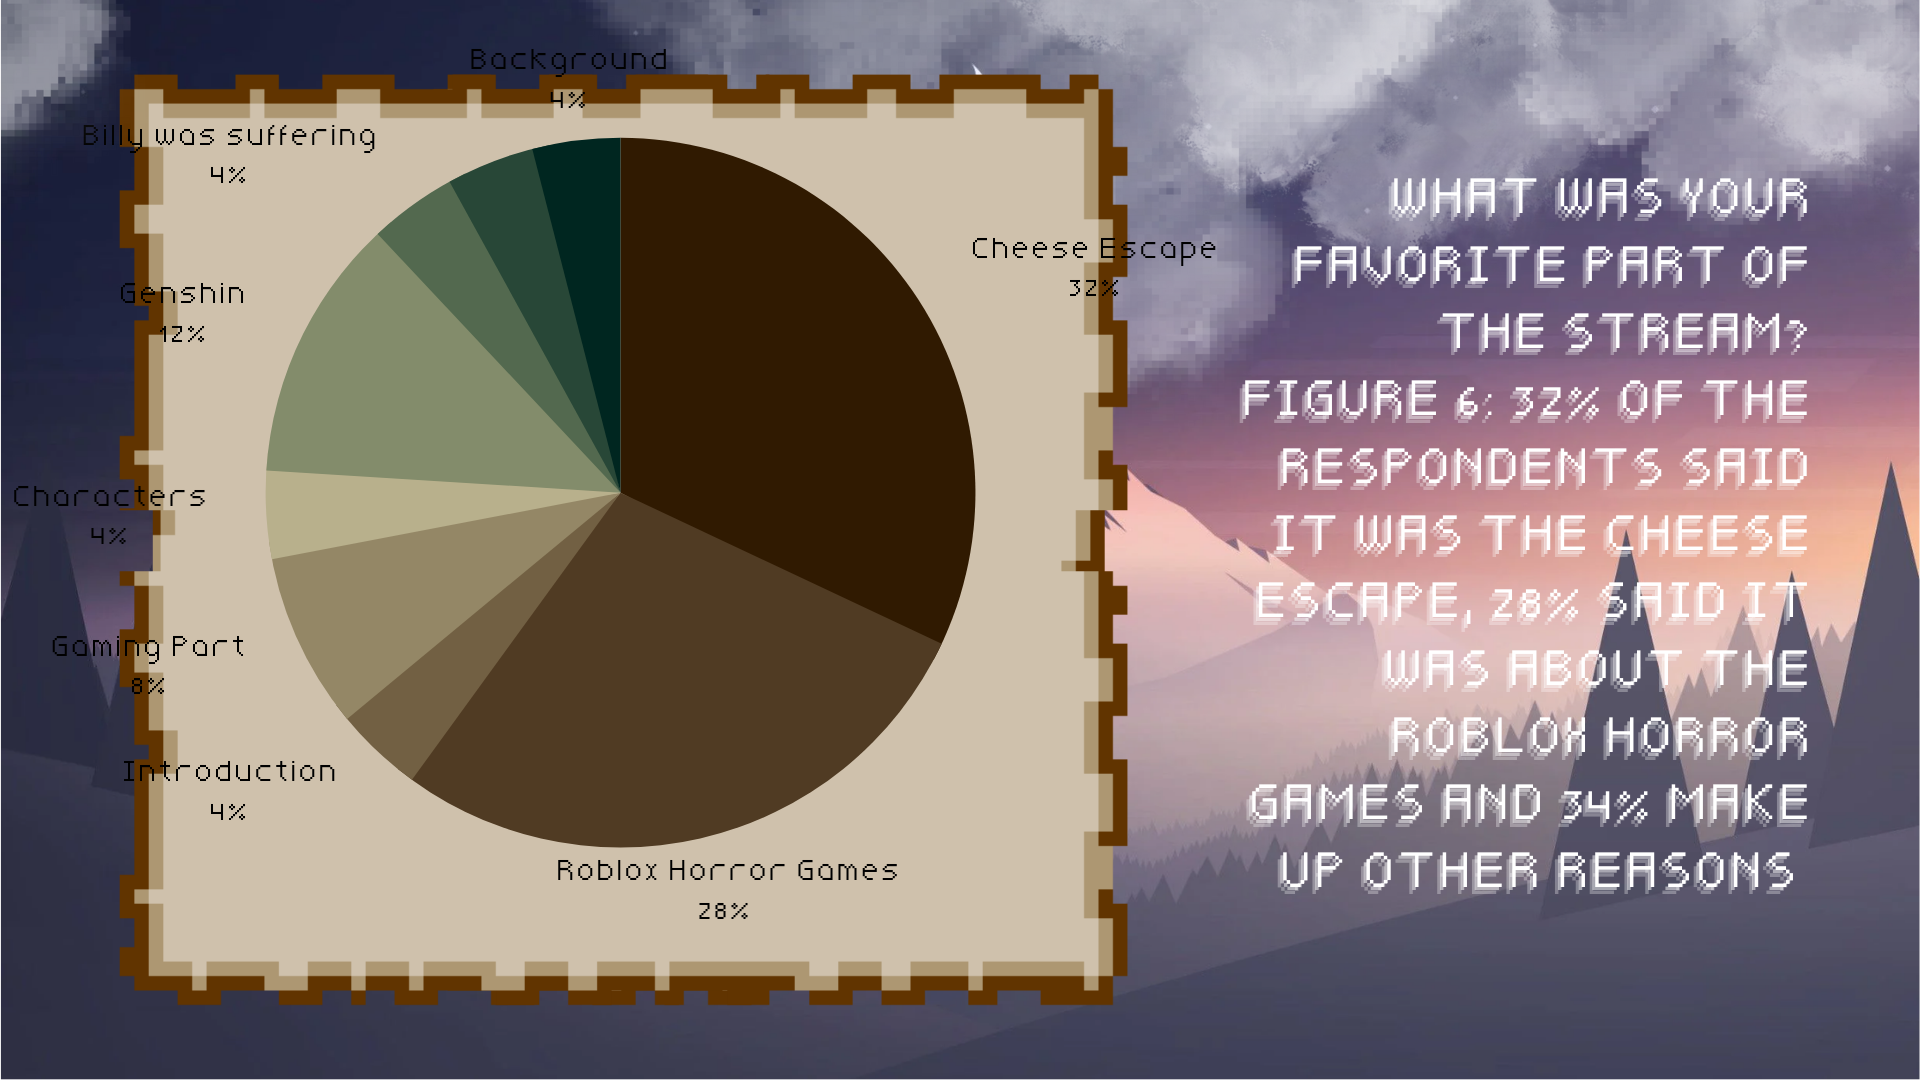 Background
4%
Billy was suffering
4%
Cheese Escape
32%
Genshin
12%
Characters
4%
Gaming Part
8%
Introduction
4%
Roblox Horror Games
28%
WHAT WAS YOUR
FAVORITE PART OF
THE STREAM?
FIGURE 6: 32% OF THE
RESPONDENTS SAID
IT WAS THE CHEESE
ESCAPE, 28% SAID IT
WAS ABOUT THE
ROBLOX HORROR
GAMES AND 34% MAKE
UP OTHER REASONS